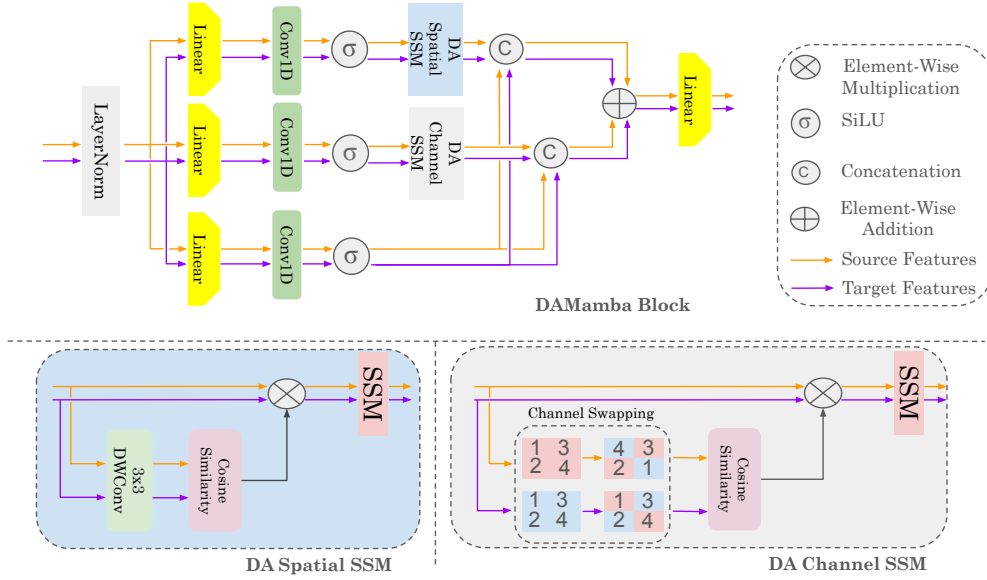 LayerNorm
Linear
Conv1D
σ
DA
Spatial
SSM
C
Linear
Conv1D
σ
DA
Channel
SSM
C
Linear
Conv1D
σ
Linear
DAMamba Block
Element-Wise
Multiplication
σ
SiLU
C
Concatenation
Element-Wise
Addition
Source Features
Target Features
3x3
DWConv
Cosine
Similarity
SSM
DA Spatial SSM
Channel Swapping
1 3
2 4
4 3
2 1
1 3
2 4
1 3
2 4
Cosine
Similarity
SSM
DA Channel SSM